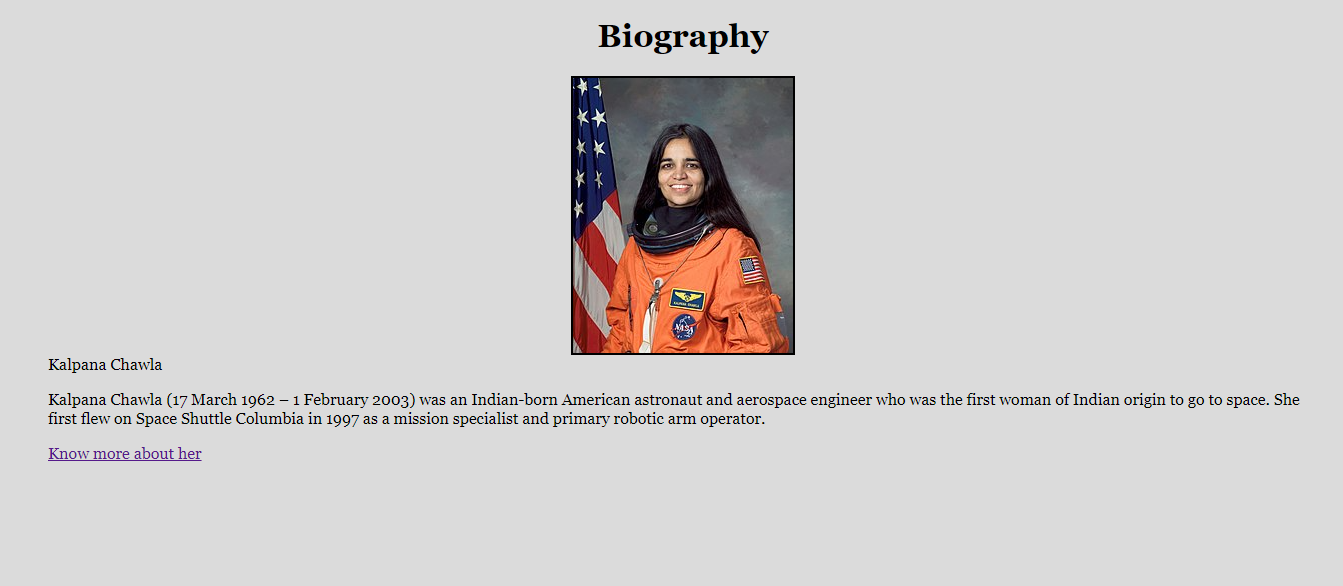 Biography
NASA
Kalpana Chawla
Kalpana Chawla (17 March 1962 – 1 February 2003) was an Indian-born American astronaut and aerospace engineer who was the first woman of Indian origin to go to space. She
first flew on Space Shuttle Columbia in 1997 as a mission specialist and primary robotic arm operator.
Know more about her